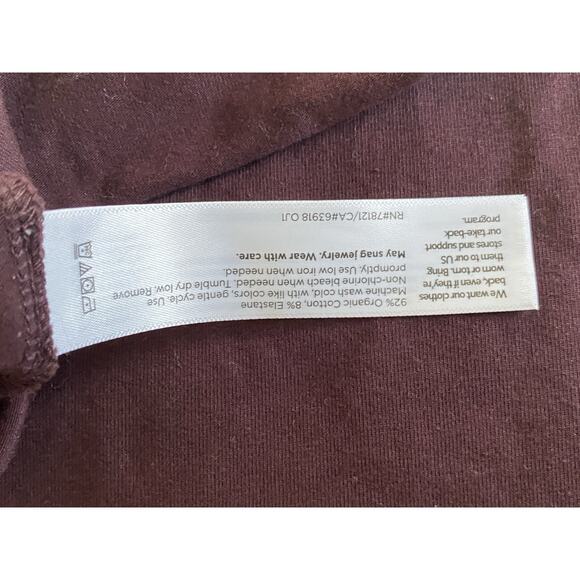 92% Organic Cotton, 8% Elastane
Machine wash cold, with like colors, gentle cycle. Use
Non-chlorine bleach when needed. Tumble dry low. Remove
promptly. Use low iron when needed.
May snag jewelry. Wear with care.
RN#78121/CA#63918 OJ1
We want our clothes
back, even if they're
worn or torn. Bring
them to our US
stores and support
our take-back
program.